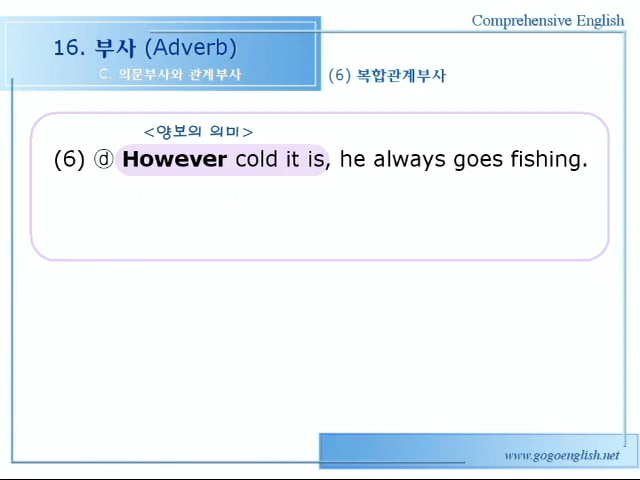 Comprehensive English
16. 부사 (Adverb)
C. 의문부사와 관계부사
(6) 복합관계부사
<양보의 의미>
(6) ⓓ However cold it is, he always goes fishing.
www.gogoenglish.net